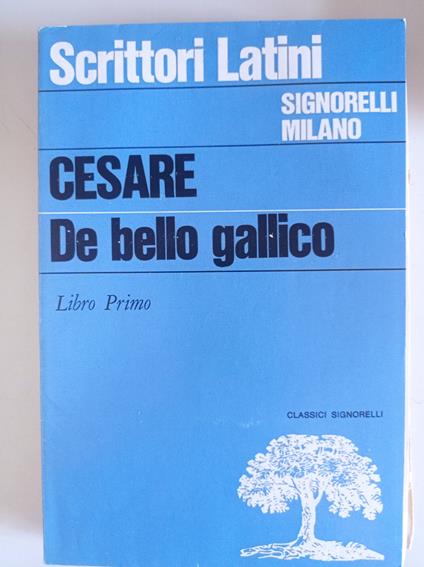 Scrittori Latini
SIGNORELLI
MILANO
CESARE
De bello gallico
Libro Primo
CLASSICI SIGNORELLI